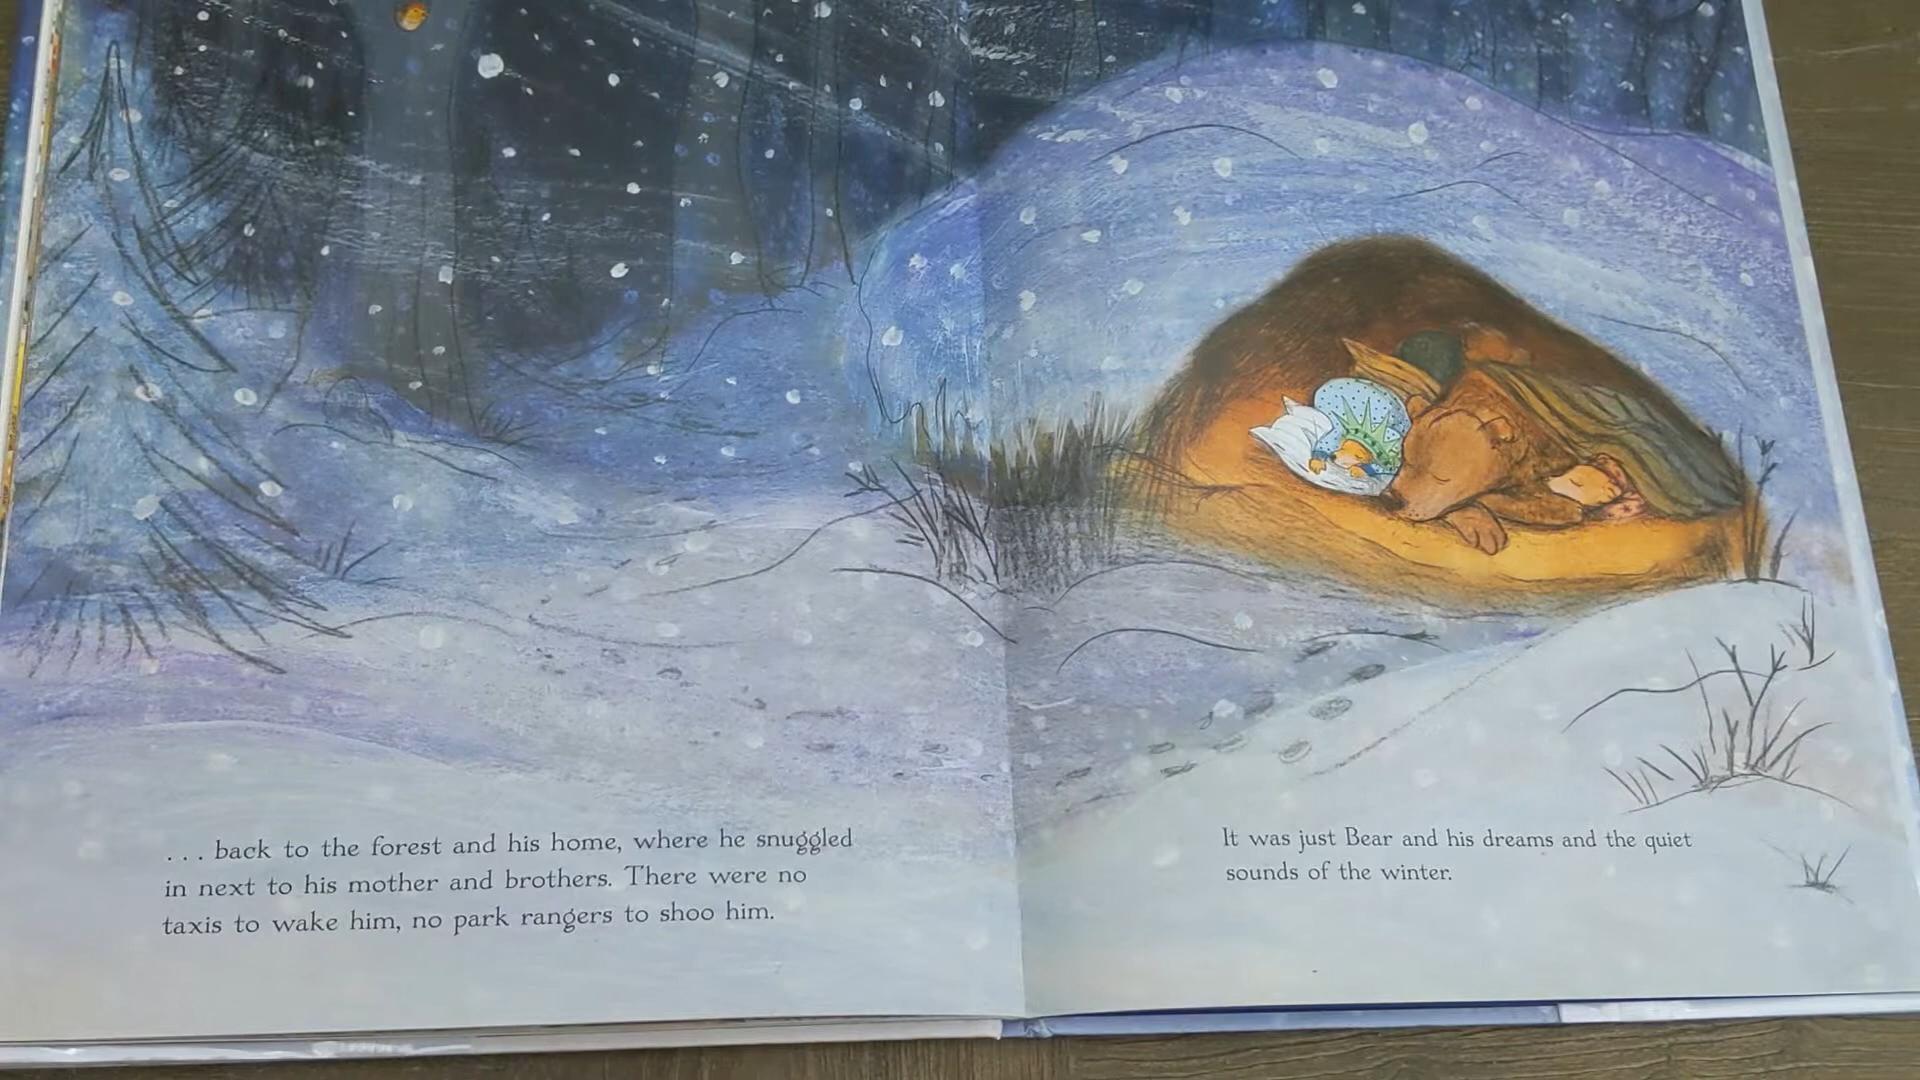 . . . back to the forest and his home, where he snuggled
in next to his mother and brothers. There were no
taxis to wake him, no park rangers to shoo him.
It was just Bear and his dreams and the quiet
sounds of the winter.